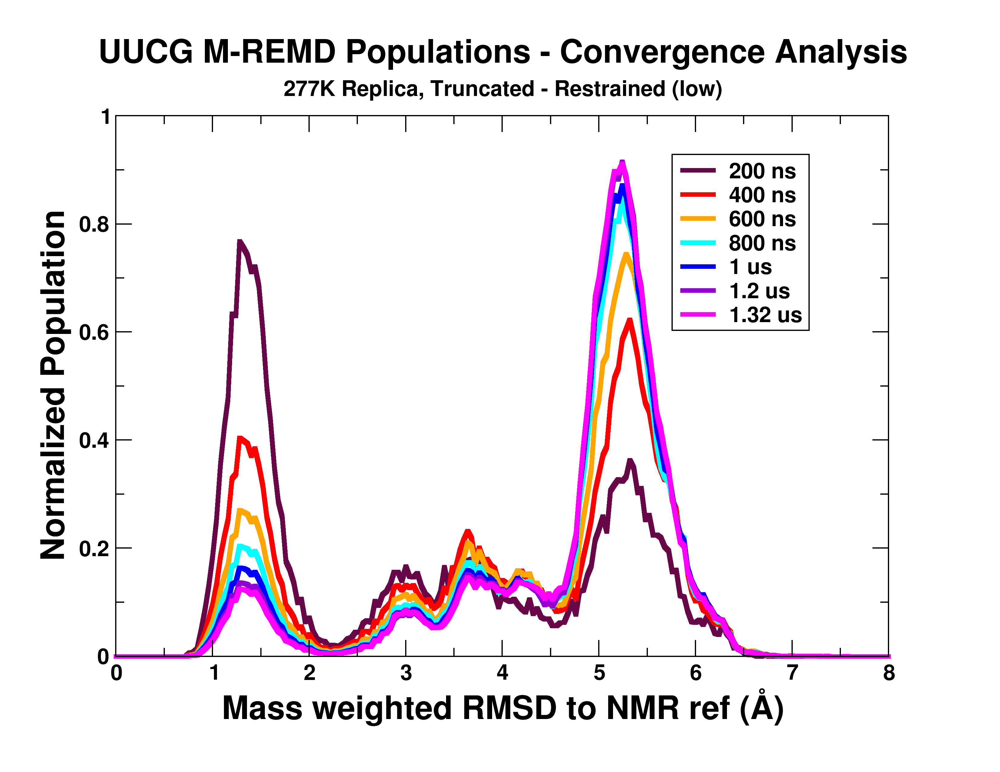 UUCG M-REMD Populations - Convergence Analysis
277K Replica, Truncated - Restrained (low)
1
0.8
0.6
0.4
0.2
0
Normalized Population
200 ns
400 ns
600 ns
800 ns
1 us
1.2 us
1.32 us
0 1 2 3 4 5 6 7 8
Mass weighted RMSD to NMR ref (Å)